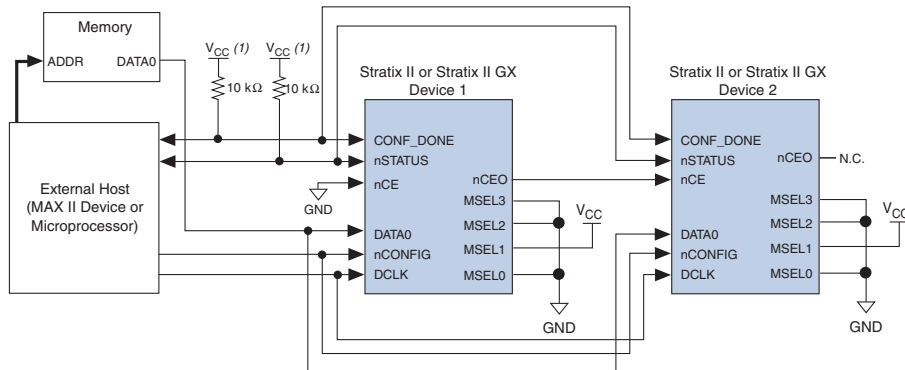 Memory
ADDR DATA0
VCC (1)
VCC (1)
10 kΩ
10 kΩ
External Host
(MAX II Device or
Microprocessor)
Stratix II or Stratix II GX
Device 1
CONF_DONE
nSTATUS
nCE
GND
DATA0
nCONFIG
DCLK
nCEO
MSEL3
MSEL2
MSEL1
MSEL0
VCC
GND
Stratix II or Stratix II GX
Device 2
CONF_DONE
nSTATUS
nCE
DATA0
nCONFIG
DCLK
nCEO
N.C.
MSEL3
MSEL2
MSEL1
MSEL0
VCC
GND